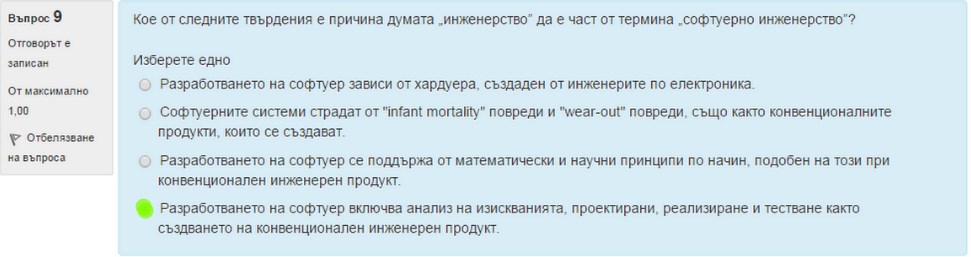 Въпрос 9
Отговорът е
записан
От максимално
1,00
Отбелязване
на въпроса
Кое от следните твърдения е причина думата „инженерство” да е част от термина „софтуерно инженерство”?
Изберете едно
Разработването на софтуер зависи от хардуера, създаден от инженерите по електроника.
Софтуерните системи страдат от "infant mortality" повреди и "wear-out" повреди, също както конвенционалните
продукти, които се създават.
Разработването на софтуер се поддържа от математически и научни принципи по начин, подобен на този при
конвенционален инженерен продукт.
Разработването на софтуер включва анализ на изискванията, проектирани, реализиране и тестване както
създването на конвенционален инженерен продукт.